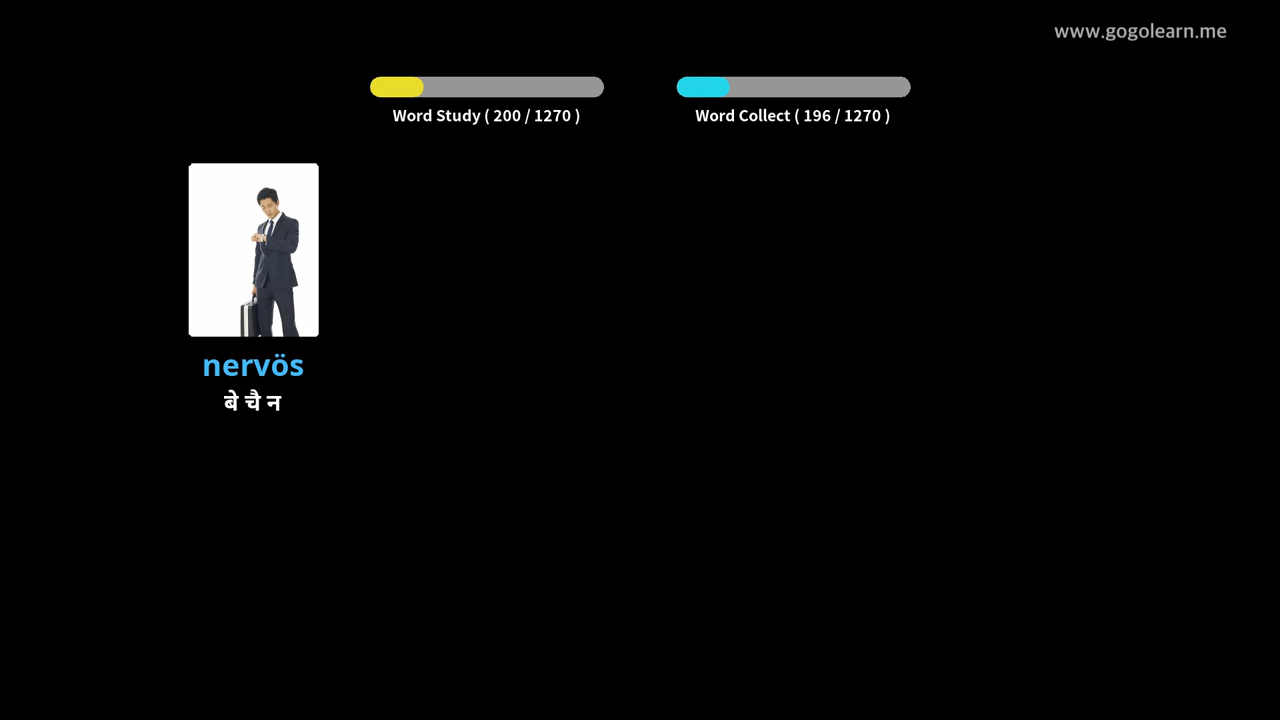 www.gogolearn.me
Word Study ( 200 / 1270 )
Word Collect ( 196 / 1270 )
nervös
बे चै न